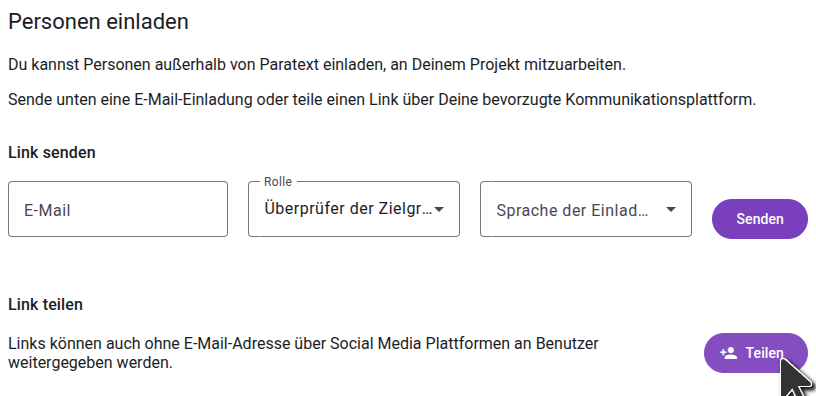 Personen einladen
Du kannst Personen außerhalb von Paratext einladen, an Deinem Projekt mitzuarbeiten.
Sende unten eine E-Mail-Einladung oder teile einen Link über Deine bevorzugte Kommunikationsplattform.
Link senden
E-Mail
Rolle
Überprüfer der Zielgr...
Sprache der Einlad...
Senden
Link teilen
Links können auch ohne E-Mail-Adresse über Social Media Plattformen an Benutzer
weitergegeben werden.
Teilen